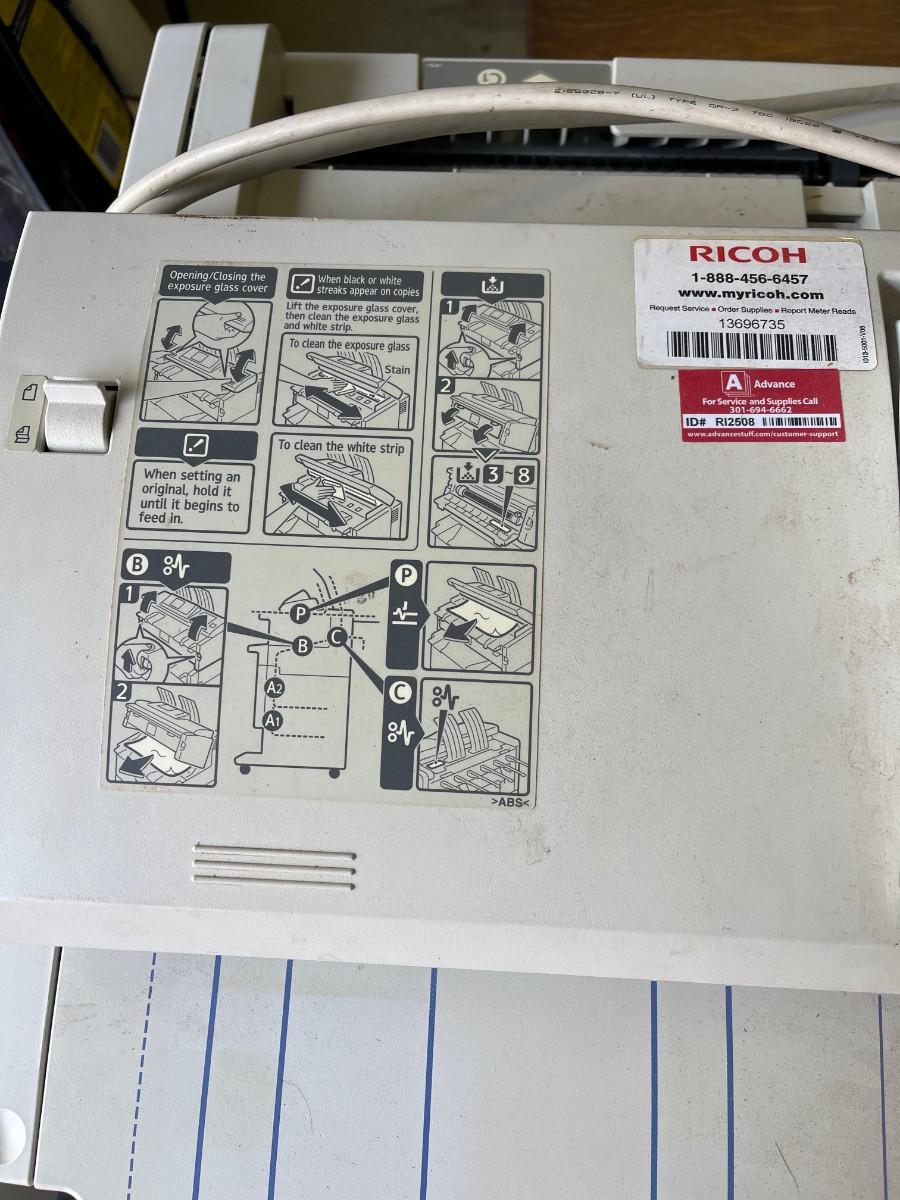 (UL) TYPE
Opening/Closing the
exposure glass cover
When black or white
streaks appear on copies
Lift the exposure glass cover,
then clean the exposure glass
and white strip.
To clean the exposure glass
Stain
To clean the white strip
When setting an
original, hold it
until it begins to
feed in.
1
2
3~8
B
1
2
P
B
C
A2
A1
P
C
>ABS<
RICOH
1-888-456-6457
www.myricoh.com
Request Service ■ Order Supplies ■ Report Meter Reads
13696735
A Advance
For Service and Supplies Call
301-694-6662
ID# RI2508
www.advancestuff.com/customer-support